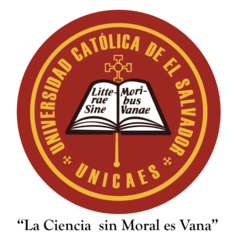 UNIVERSIDAD CATÓLICA DE EL SALVADOR
Litte-
rae
Sine
Mori-
bus
Vanae
UNICAES
“La Ciencia sin Moral es Vana”